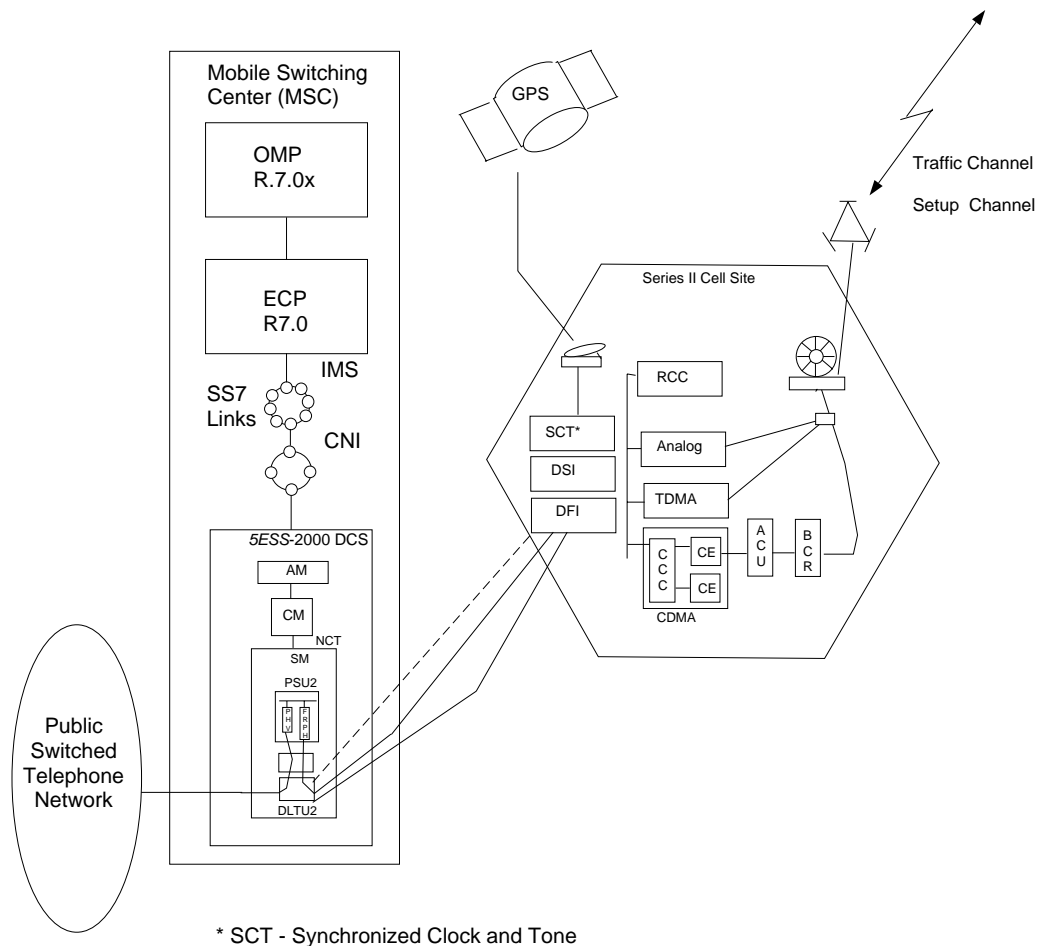 Mobile Switching
Center (MSC)
OMP
R.7.0x
ECP
R7.0
IMS
SS7
Links
CNI
5ESS-2000 DCS
AM
CM
NCT
SM
PSU2
PHV
FRPH
DLTU2
Public
Switched
Telephone
Network
GPS
Traffic Channel
Setup Channel
Series II Cell Site
RCC
SCT*
Analog
DSI
TDMA
DFI
CCC
CE
CE
ACU
BCR
CDMA
* SCT - Synchronized Clock and Tone